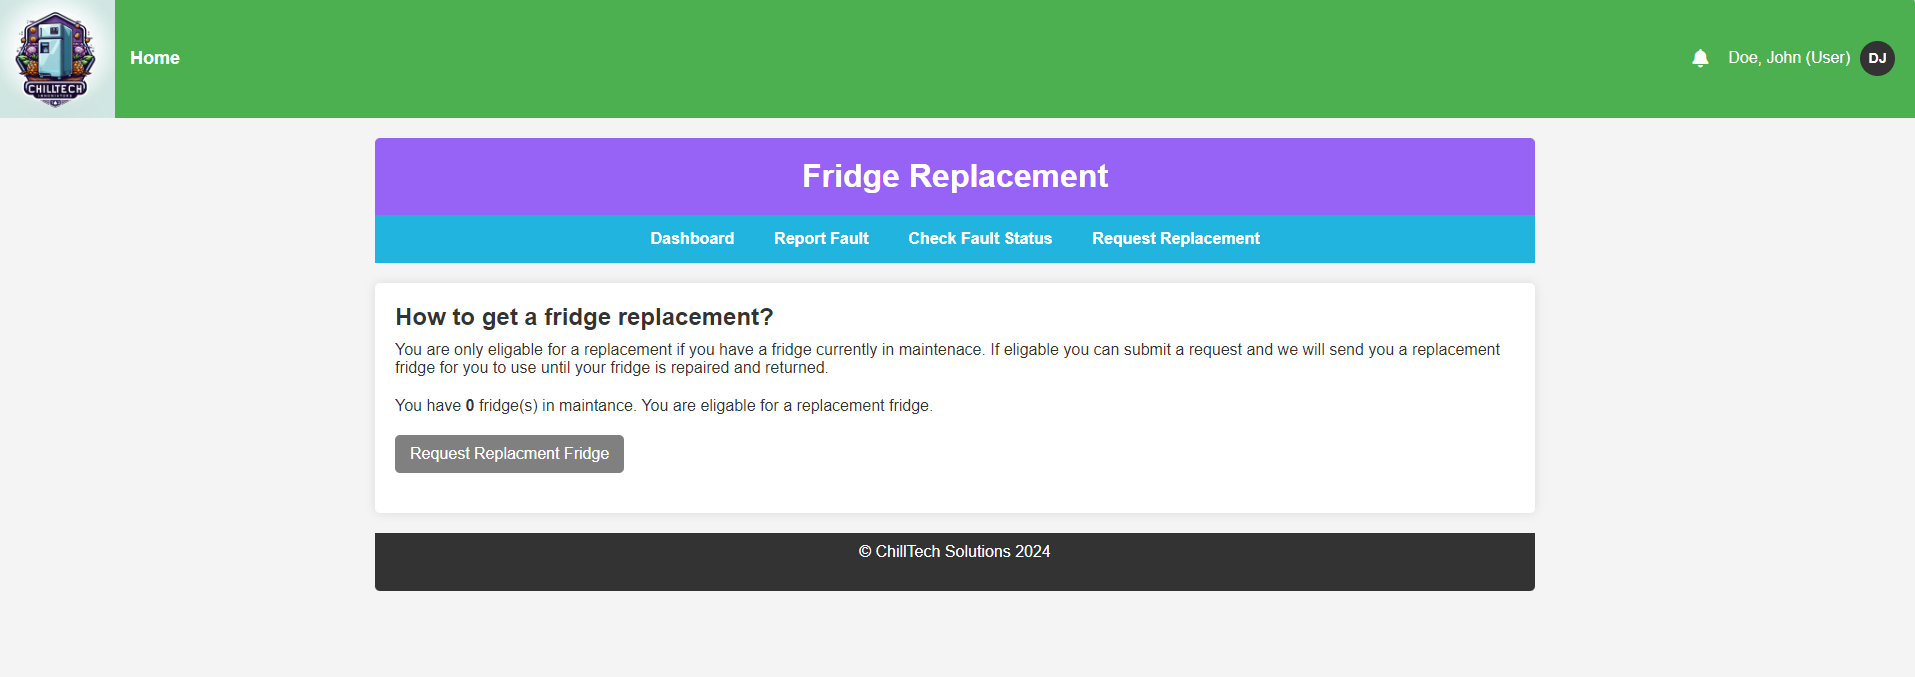 CHILLTECH
Home
Doe, John (User)
DJ
Fridge Replacement
Dashboard Report Fault Check Fault Status Request Replacement
How to get a fridge replacement?
You are only eligable for a replacement if you have a fridge currently in maintenace. If eligable you can submit a request and we will send you a replacement
fridge for you to use until your fridge is repaired and returned.
You have 0 fridge(s) in maintance. You are eligable for a replacement fridge.
Request Replacment Fridge
© ChillTech Solutions 2024